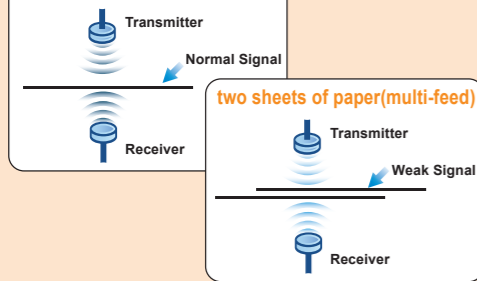 Transmitter
Normal Signal
Receiver
two sheets of paper(multi-feed)
Transmitter
Weak Signal
Receiver